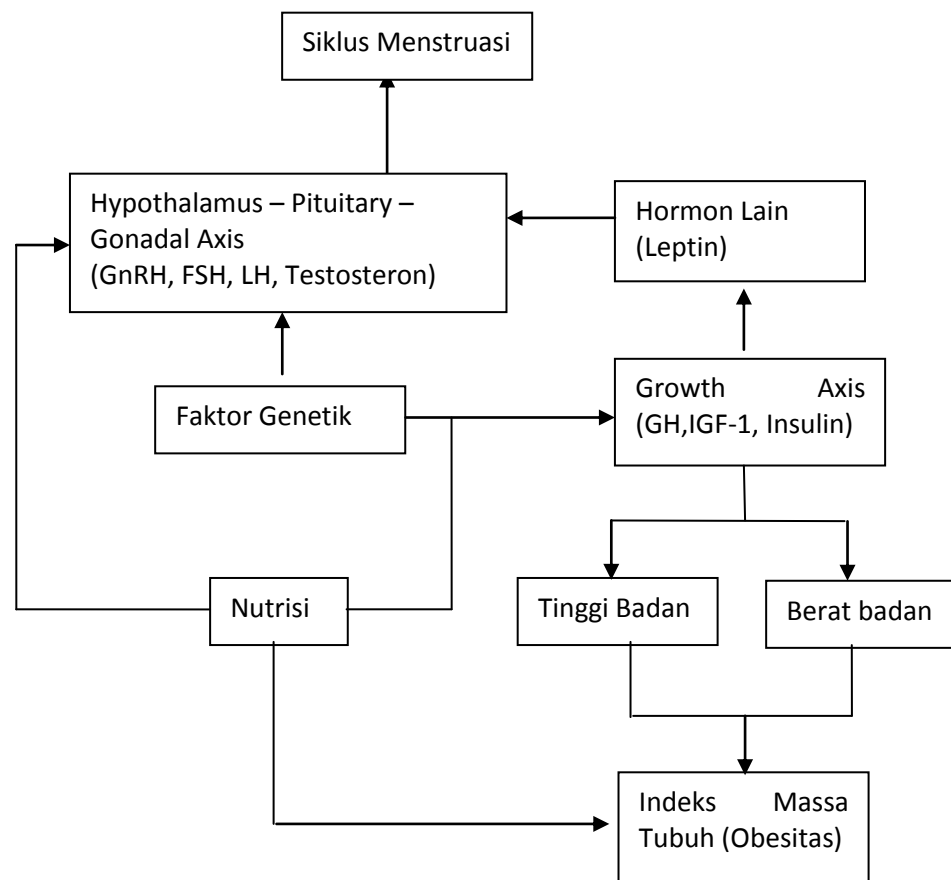 Siklus Menstruasi
Hypothalamus – Pituitary –
Gonadal Axis
(GnRH, FSH, LH, Testosteron)
Hormon Lain
(Leptin)
Faktor Genetik
Growth Axis
(GH,IGF-1, Insulin)
Nutrisi
Tinggi Badan
Berat badan
Indeks Massa
Tubuh (Obesitas)